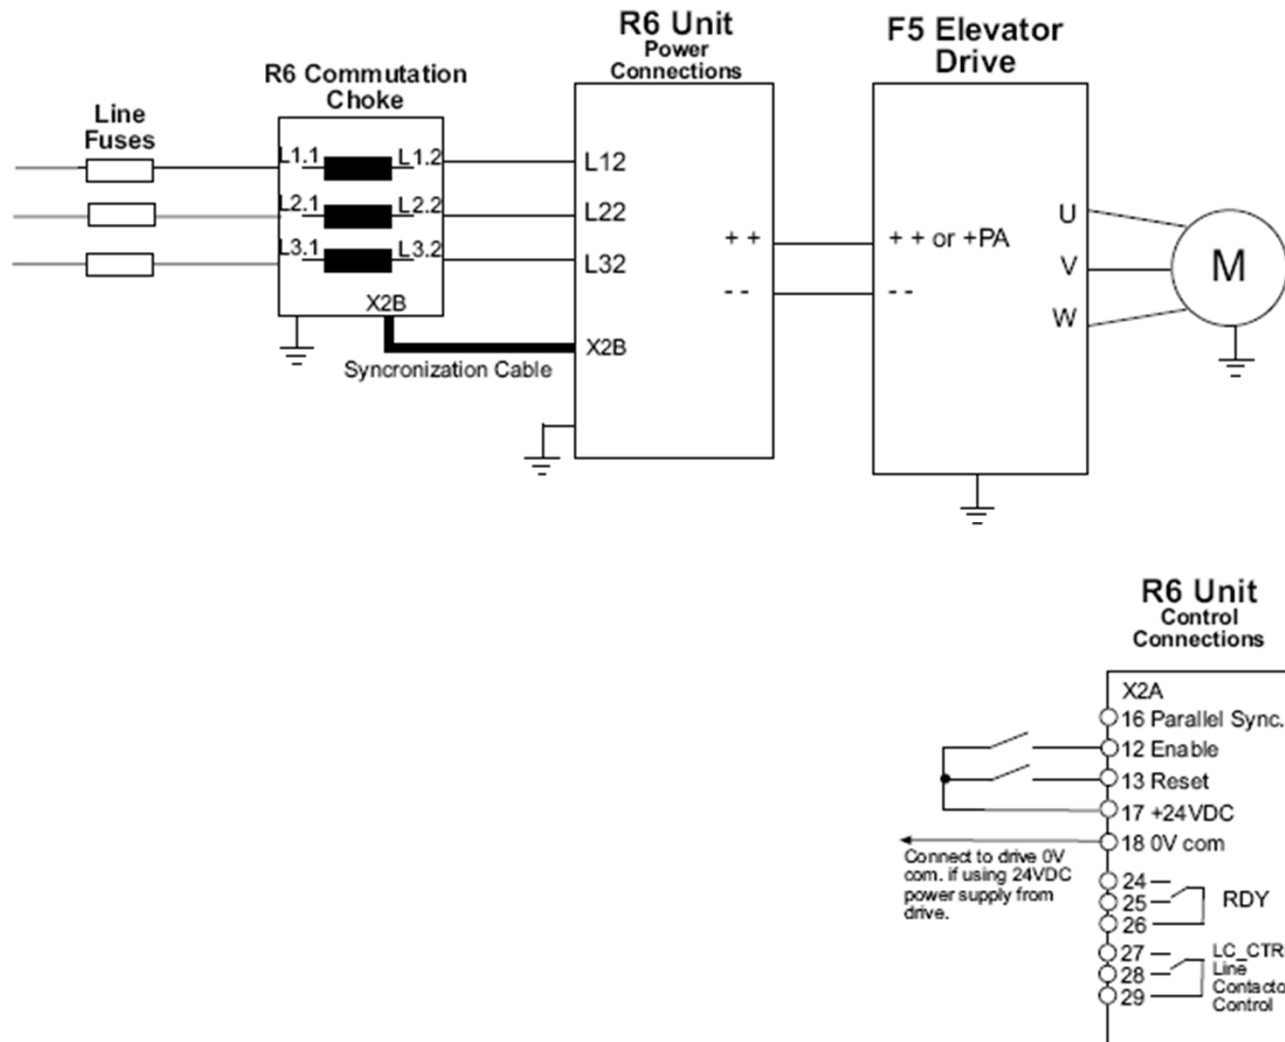 R6 Unit
Power
Connections
F5 Elevator
Drive
R6 Commutation
Choke
Line
Fuses
L1.1 L1.2
L2.1 L2.2
L3.1 L3.2
X2B
Syncronization Cable
L12
L22
L32
X2B
+ +
- -
+ + or +PA
- -
U
V
W
M
R6 Unit
Control
Connections
X2A
16 Parallel Sync.
12 Enable
13 Reset
17 +24VDC
18 0V com
Connect to drive 0V
com. if using 24VDC
power supply from
drive.
24
25
26
RDY
27
28
29
LC_CTR
Line
Contacto
Control